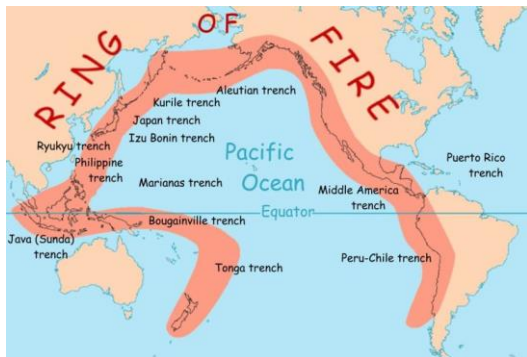 RING
OF
FIRE
Aleutian trench
Kurile trench
Japan trench
Izu Bonin trench
Ryukyu trench
Philippine
trench
Marianas trench
Pacific
Ocean
Puerto Rico
trench
Middle America
trench
Equator
Bougainville trench
Java (Sunda)
trench
Tonga trench
Peru-Chile trench